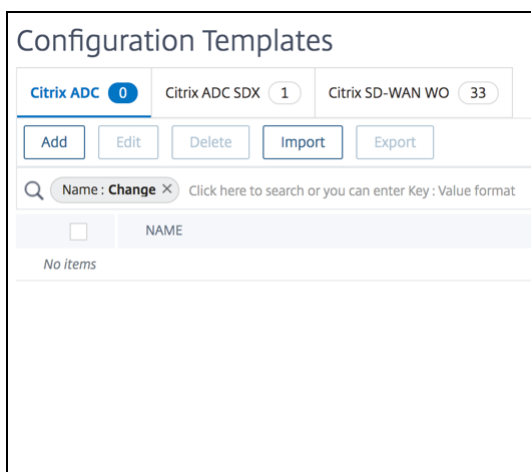 Configuration Templates
Citrix ADC 0 Citrix ADC SDX 1 Citrix SD-WAN WO 33
Add Edit Delete Import Export
Name : Change × Click here to search or you can enter Key : Value format
NAME
No items